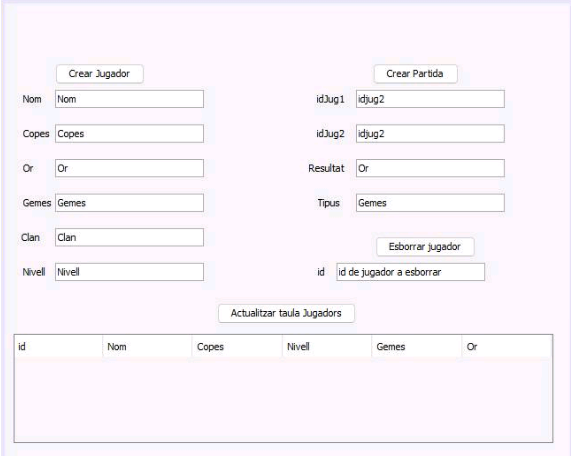 Crear Jugador
Crear Partida
Nom Nom
idJug1 idjug2
Copes Copes
idJug2 idjug2
Or Or
Resultat Or
Gemes Gemes
Tipus Gemes
Clan Clan
Esborrar jugador
Nivell Nivell
id id de jugador a esborrar
Actualitzar taula Jugadors
id Nom Copes Nivell Gemes Or